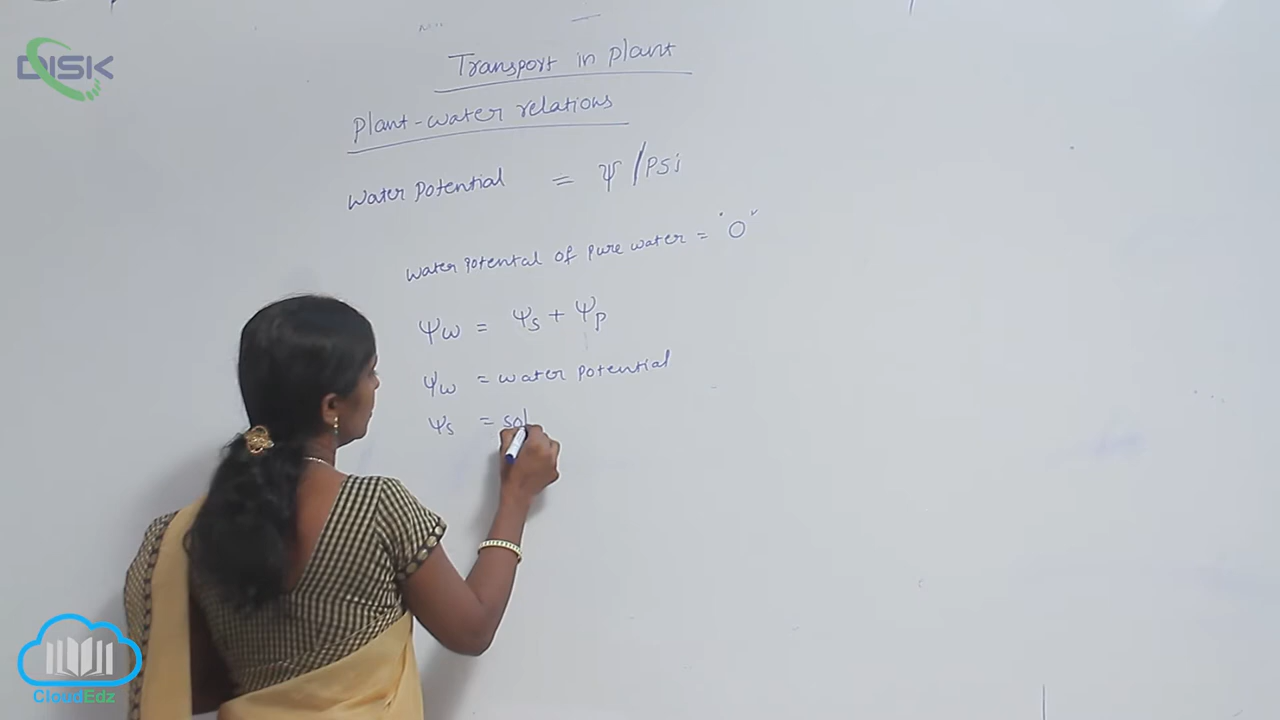 DISK
Transport in plant
Plant-water relations
Water Potential = Ψ / Psi
Water Potental of pure water = "0"
Ψw = Ψs + Ψp
Ψw = water potential
Ψs = sol
CloudEdz